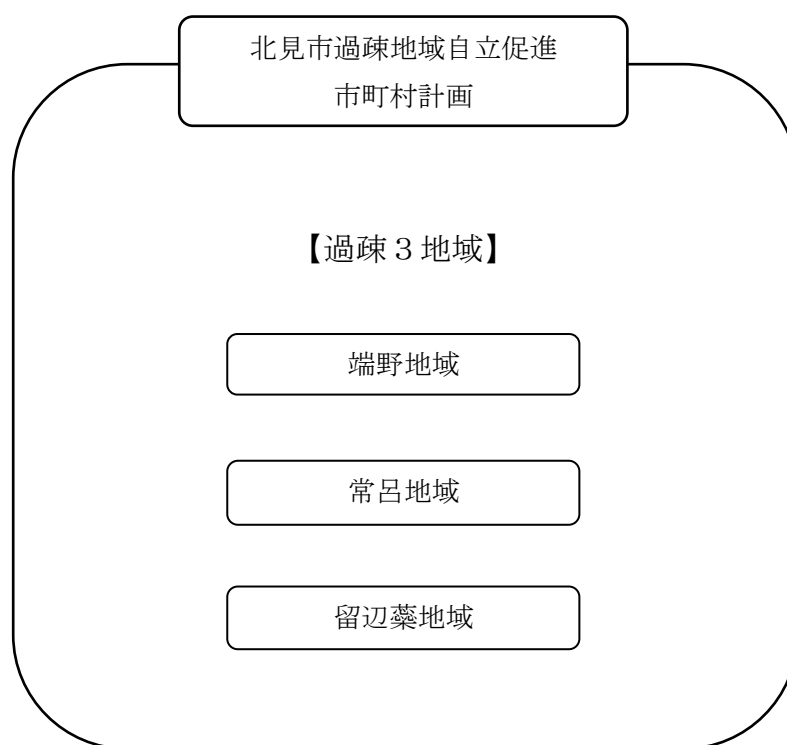 北見市過疎地域自立促進
市町村計画
【過疎３地域】
端野地域
常呂地域
留辺蘂地域